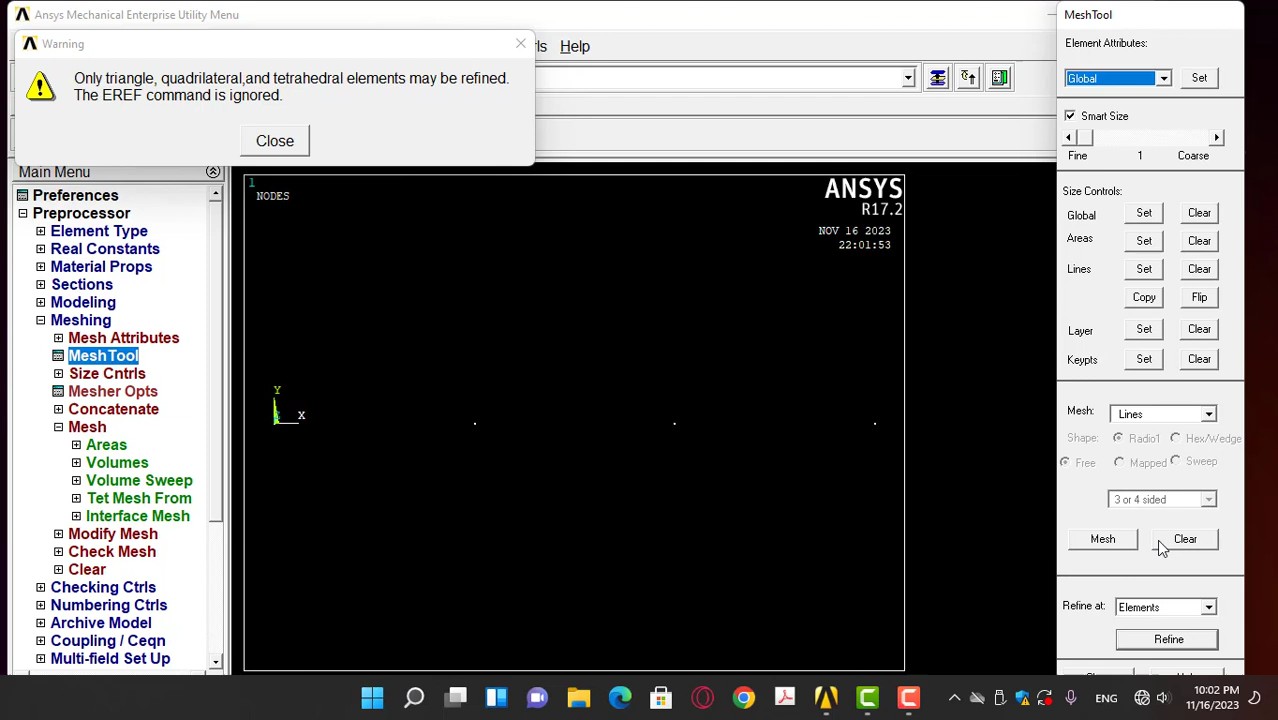 Ansys Mechanical Enterprise Utility Menu
MeshTool
Warning
Help
Element Attributes:
Only triangle, quadrilateral,and tetrahedral elements may be refined.
The EREF command is ignored.
Global
Set
Close
Smart Size
Fine 1 Coarse
Main Menu
Preferences
Preprocessor
Element Type
Real Constants
Material Props
Sections
Modeling
Meshing
Mesh Attributes
MeshTool
Size Cntrls
Mesher Opts
Concatenate
Mesh
Areas
Volumes
Volume Sweep
Tet Mesh From
Interface Mesh
Modify Mesh
Check Mesh
Clear
Checking Ctrls
Numbering Ctrls
Archive Model
Coupling / Ceqn
Multi-field Set Up
1
NODES
ANSYS
R17.2
NOV 16 2023
22:01:53
Y
X
Size Controls:
Global Set Clear
Areas Set Clear
Lines Set Clear
Copy Flip
Layer Set Clear
Keypts Set Clear
Mesh: Lines
Shape: Radio1 Hex/Wedge
Free Mapped Sweep
3 or 4 sided
Mesh Clear
Refine at: Elements
Refine
ENG
10:02 PM
11/16/2023